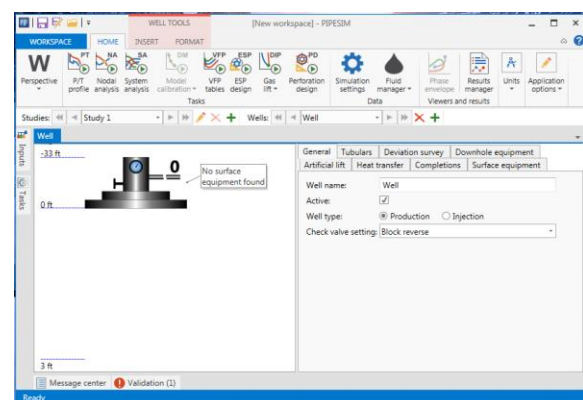 WELL TOOLS
[New workspace] - PIPESIM
WORKSPACE HOME INSERT FORMAT
W PT NA SA DM VFP ESP DIP PD
Perspective P/T profile Nodal analysis System analysis Model calibration VFP tables ESP design Gas lift Perforation design Simulation settings Fluid manager Phase envelope Results manager Units Application options
Tasks Data Viewers and results
Studies: Study 1 Wells: Well
Well
Inputs
Tasks
-33 ft
No surface
equipment found
0 ft
3 ft
General Tubulars Deviation survey Downhole equipment
Artificial lift Heat transfer Completions Surface equipment
Well name: Well
Active:
Well type: Production Injection
Check valve setting: Block reverse
Message center Validation (1)
Ready